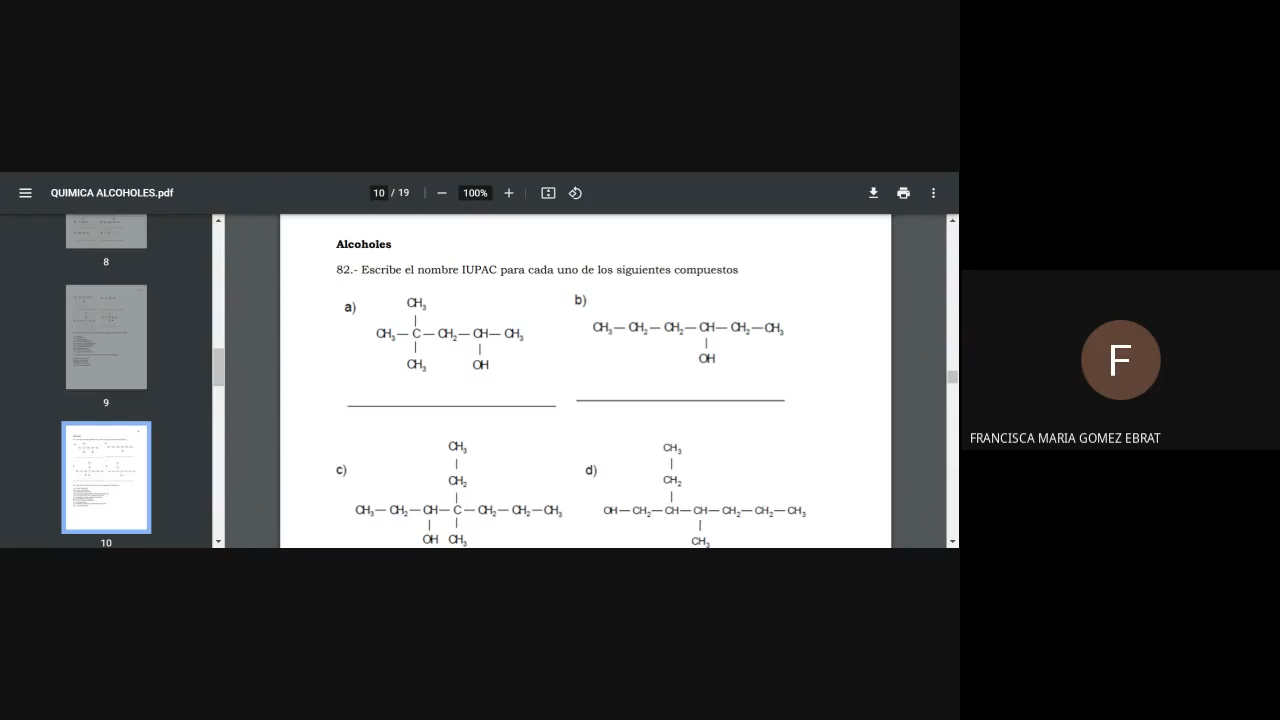 QUIMICA ALCOHOLES.pdf
10 / 19
100%
8
9
10
Alcoholes
82.- Escribe el nombre IUPAC para cada uno de los siguientes compuestos
a)
CH₃
CH₃—C—CH₂—CH—CH₃
CH₃ OH
b)
CH₃—CH₂—CH₂—CH—CH₂—CH₃
OH
c)
CH₃
CH₂
CH₃—CH₂—CH—C—CH₂—CH₂—CH₃
OH CH₃
d)
CH₃
CH₂
OH—CH₂—CH—CH—CH₂—CH₂—CH₃
CH₃
F
FRANCISCA MARIA GOMEZ EBRAT